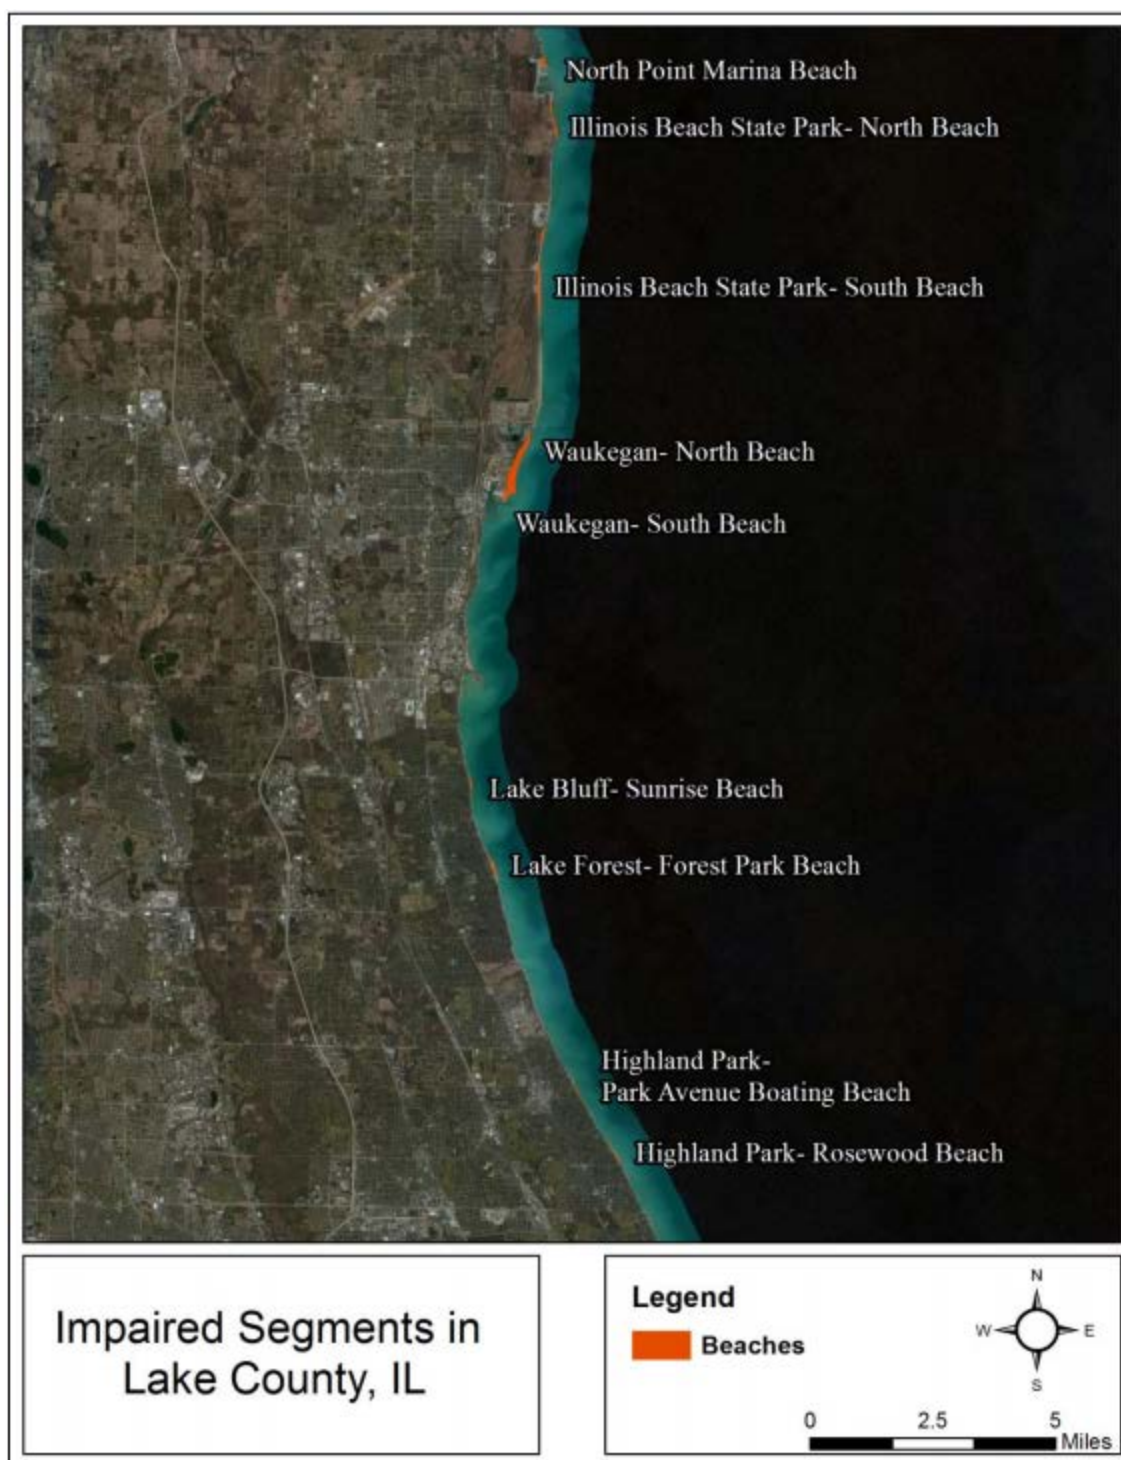 North Point Marina Beach
Illinois Beach State Park- North Beach
Illinois Beach State Park- South Beach
Waukegan- North Beach
Waukegan- South Beach
Lake Bluff- Sunrise Beach
Lake Forest- Forest Park Beach
Highland Park-
Park Avenue Boating Beach
Highland Park- Rosewood Beach
Impaired Segments in
Lake County, IL
Legend
Beaches
N
W E
S
0 2.5 5
Miles